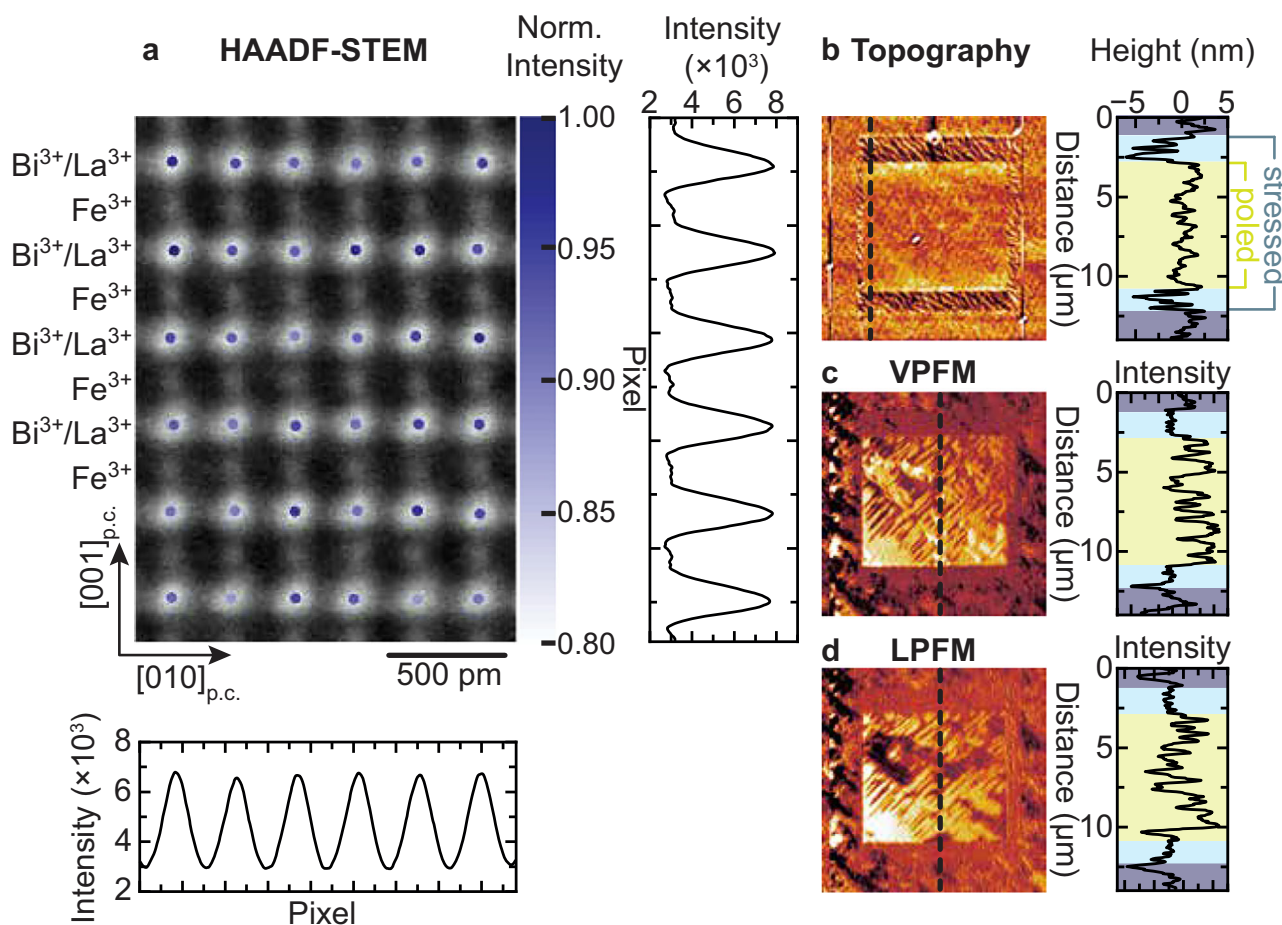 a HAADF-STEM
Norm.
Intensity
Intensity
(×10³)
2 4 6 8
1.00
0.95
0.90
0.85
0.80
Pixel
Bi³⁺/La³⁺
Fe³⁺
Bi³⁺/La³⁺
Fe³⁺
Bi³⁺/La³⁺
Fe³⁺
Bi³⁺/La³⁺
Fe³⁺
[001]p.c.
[010]p.c.
500 pm
8
6
4
2
Intensity (×10³)
Pixel
b Topography
Height (nm)
−5 0 5
0
5
10
Distance (μm)
stressed
poled
c VPFM
Intensity
0
5
10
Distance (μm)
d LPFM
Intensity
0
5
10
Distance (μm)